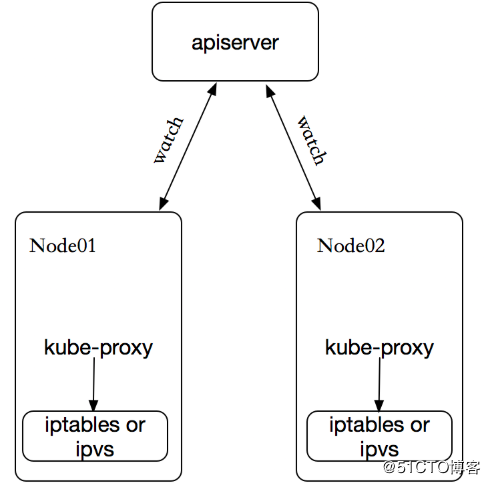 apiserver
watch
watch
Node01
Node02
kube-proxy
kube-proxy
iptables or
ipvs
iptables or
ipvs
@51CTO博客